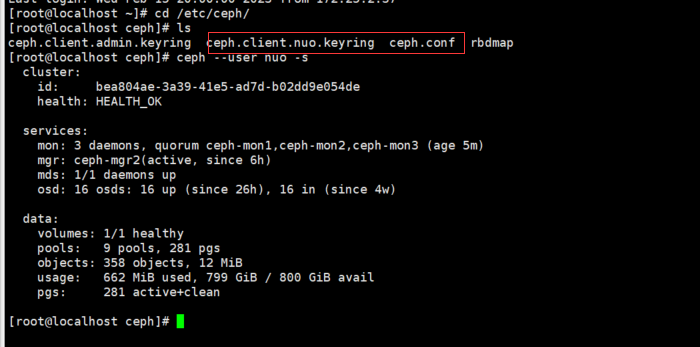 [root@localhost ~]# cd /etc/ceph/
[root@localhost ceph]# ls
ceph.client.admin.keyring  ceph.client.nuo.keyring  ceph.conf  rbdmap
[root@localhost ceph]# ceph --user nuo -s
  cluster:
    id:     bea804ae-3a39-41e5-ad7d-b02dd9e054de
    health: HEALTH_OK

  services:
    mon: 3 daemons, quorum ceph-mon1,ceph-mon2,ceph-mon3 (age 5m)
    mgr: ceph-mgr2(active, since 6h)
    mds: 1/1 daemons up
    osd: 16 osds: 16 up (since 26h), 16 in (since 4w)

  data:
    volumes: 1/1 healthy
    pools:   9 pools, 281 pgs
    objects: 358 objects, 12 MiB
    usage:   662 MiB used, 799 GiB / 800 GiB avail
    pgs:     281 active+clean

[root@localhost ceph]#